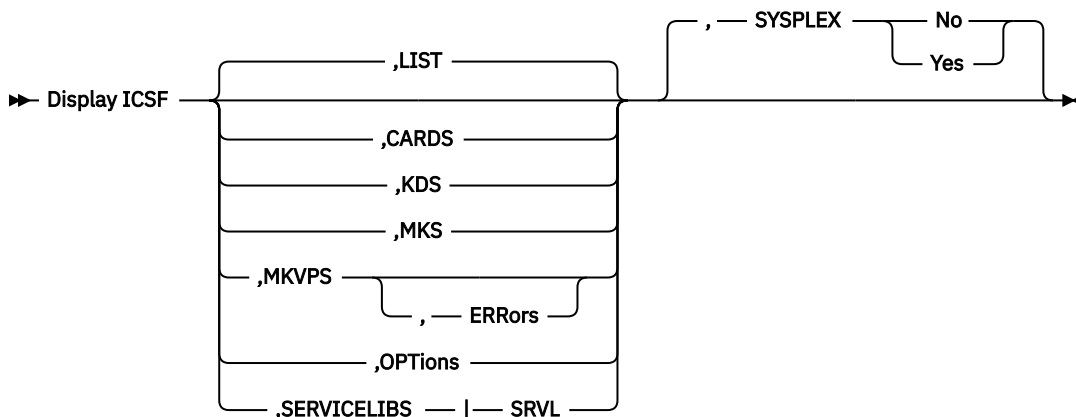 , SYSPLEX No
Yes
,LIST
Display ICSF
,CARDS
,KDS
,MKS
,MKVPS
, ERRors
,OPTions
,SERVICELIBS | SRVL